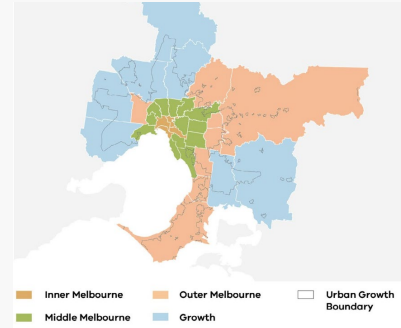 Inner Melbourne
Outer Melbourne
Urban Growth
Boundary
Middle Melbourne
Growth